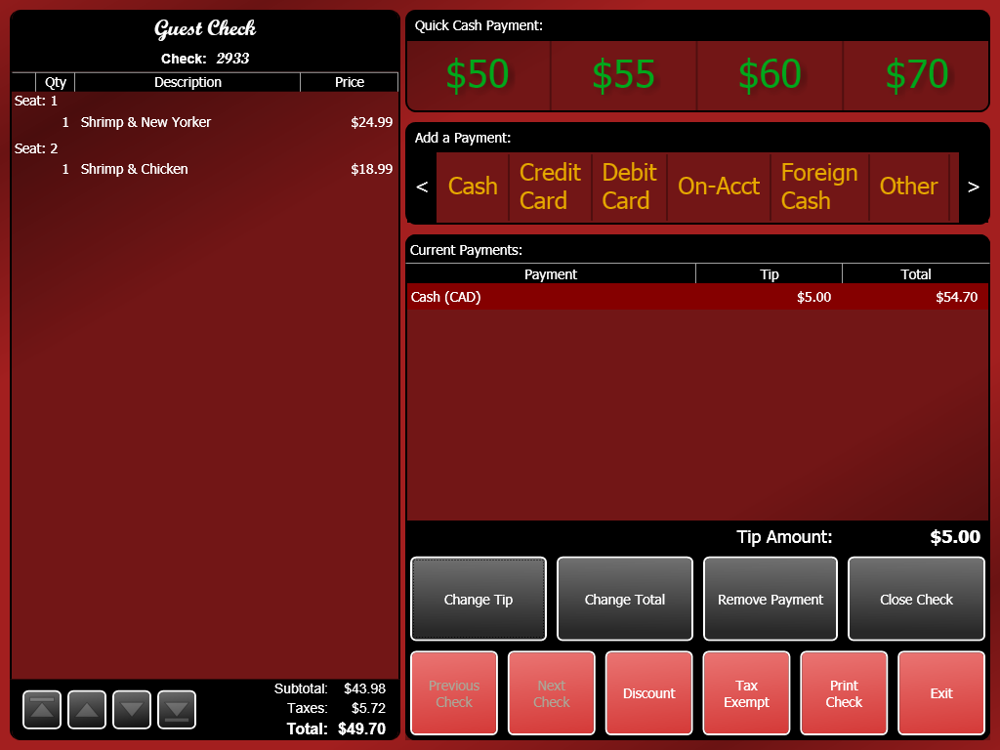 Guest Check
Check: 2933
Qty Description Price
Seat: 1
1 Shrimp & New Yorker $24.99
Seat: 2
1 Shrimp & Chicken $18.99
Subtotal: $43.98
Taxes: $5.72
Total: $49.70
Quick Cash Payment:
$50 $55 $60 $70
Add a Payment:
< Cash Credit Card Debit Card On-Acct Foreign Cash Other >
Current Payments:
Payment Tip Total
Cash (CAD) $5.00 $54.70
Tip Amount: $5.00
Change Tip Change Total Remove Payment Close Check
Previous Check Next Check Discount Tax Exempt Print Check Exit